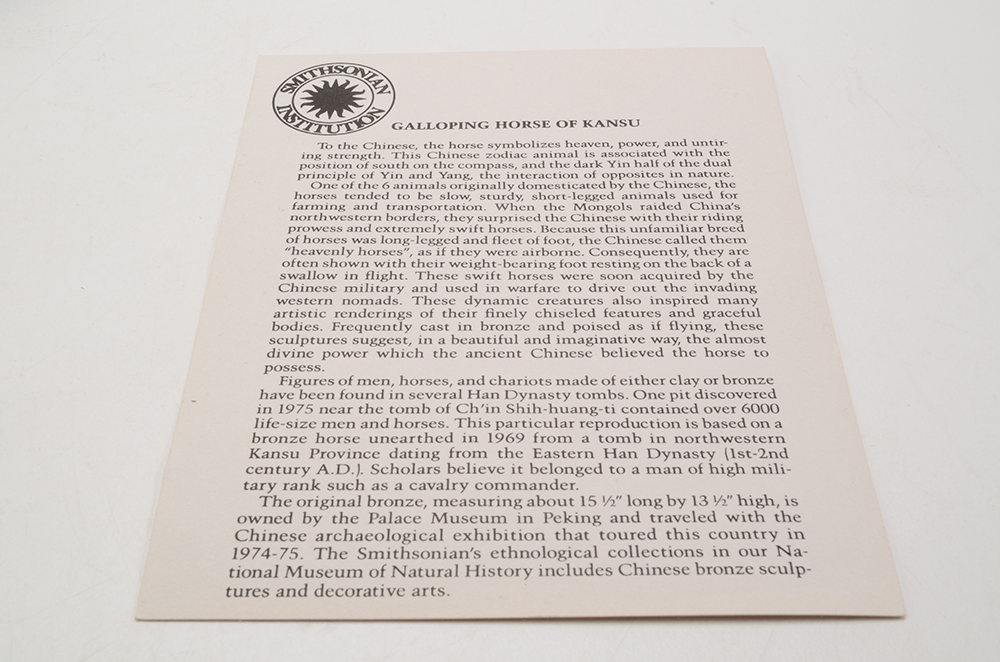 SMITHSONIAN
INSTITUTION
GALLOPING HORSE OF KANSU
To the Chinese, the horse symbolizes heaven, power, and untir-
ing strength. This Chinese zodiac animal is associated with the
position of south on the compass, and the dark Yin half of the dual
principle of Yin and Yang, the interaction of opposites in nature.
One of the 6 animals originally domesticated by the Chinese, the
horses tended to be slow, sturdy, short-legged animals used for
farming and transportation. When the Mongols raided China's
northwestern borders, they surprised the Chinese with their riding
prowess and extremely swift horses. Because this unfamiliar breed
of horses was long-legged and fleet of foot, the Chinese called them
"heavenly horses", as if they were airborne. Consequently, they are
often shown with their weight-bearing foot resting on the back of a
swallow in flight. These swift horses were soon acquired by the
Chinese military and used in warfare to drive out the invading
western nomads. These dynamic creatures also inspired many
artistic renderings of their finely chiseled features and graceful
bodies. Frequently cast in bronze and poised as if flying, these
sculptures suggest, in a beautiful and imaginative way, the almost
divine power which the ancient Chinese believed the horse to
possess.
Figures of men, horses, and chariots made of either clay or bronze
have been found in several Han Dynasty tombs. One pit discovered
in 1975 near the tomb of Ch'in Shih-huang-ti contained over 6000
life-size men and horses. This particular reproduction is based on a
bronze horse unearthed in 1969 from a tomb in northwestern
Kansu Province dating from the Eastern Han Dynasty (1st-2nd
century A.D.). Scholars believe it belonged to a man of high mili-
tary rank such as a cavalry commander.
The original bronze, measuring about 15 ½" long by 13 ½" high, is
owned by the Palace Museum in Peking and traveled with the
Chinese archaeological exhibition that toured this country in
1974-75. The Smithsonian's ethnological collections in our Na-
tional Museum of Natural History includes Chinese bronze sculp-
tures and decorative arts.